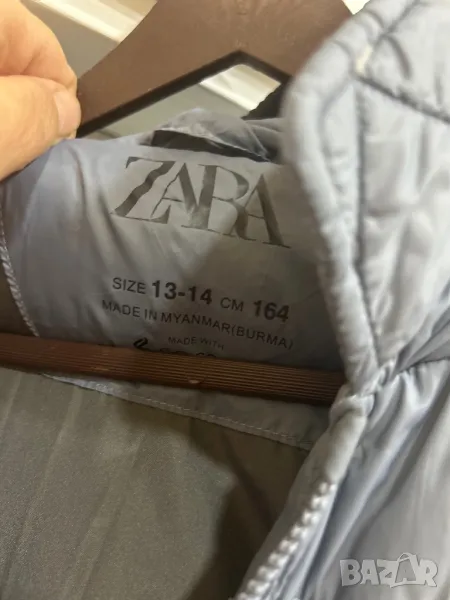 ZARA
SIZE 13-14 CM 164
MADE IN MYANMAR(BURMA)
MADE WITH
BAZAR